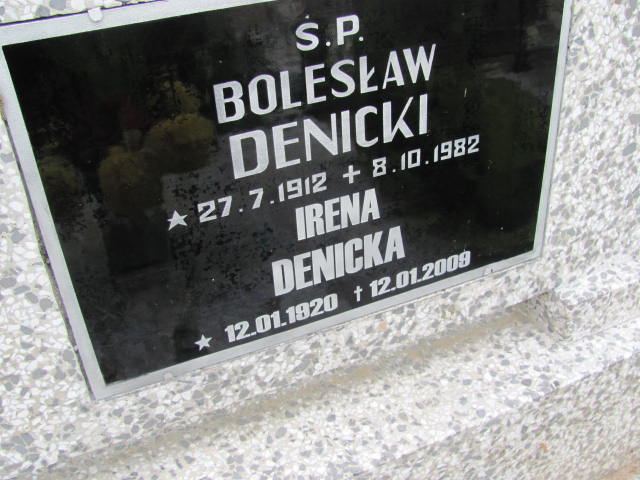 Ś.P.
BOLESŁAW
DENICKI
★ 27.7.1912 ✝ 8.10.1982
IRENA
DENICKA
★ 12.01.1920 † 12.01.2009